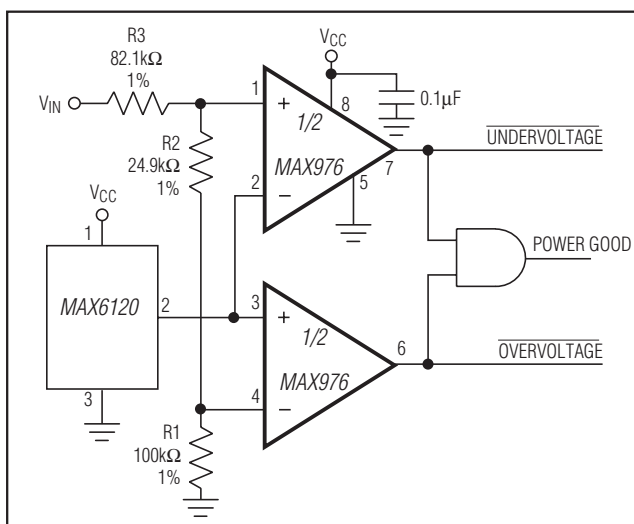 R3
82.1kΩ
1%
VIN
R2
24.9kΩ
1%
VCC
1
MAX6120
2
3
R1
100kΩ
1%
VCC
0.1μF
8
1
+
1/2
MAX976
2
−
5
7
UNDERVOLTAGE
POWER GOOD
3
+
1/2
MAX976
4
−
6
OVERVOLTAGE